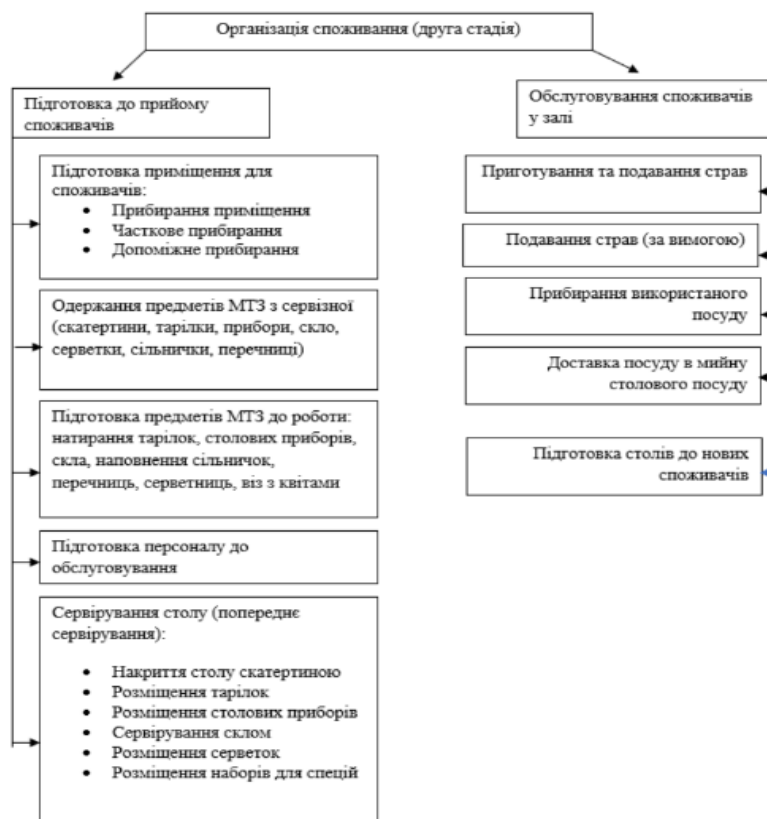 Організація споживання (друга стадія)
Підготовка до прийому
споживачів
Підготовка приміщення для
споживачів:
• Прибирання приміщення
• Часткове прибирання
• Допоміжне прибирання
Одержання предметів МТЗ з сервізної
(скатертини, тарілки, прибори, скло,
серветки, сільнички, перечниці)
Підготовка предметів МТЗ до роботи:
натирання тарілок, столових приборів,
скла, наповнення сільничок,
перечниць, серветниць, віз з квітами
Підготовка персоналу до
обслуговування
Сервірування столу (попереднє
сервірування):
• Накриття столу скатертиною
• Розміщення тарілок
• Розміщення столових приборів
• Сервірування склом
• Розміщення серветок
• Розміщення наборів для спецій
Обслуговування споживачів
у залі
Приготування та подавання страв
Подавання страв (за вимогою)
Прибирання використаного
посуду
Доставка посуду в мийну
столового посуду
Підготовка столів до нових
споживачів